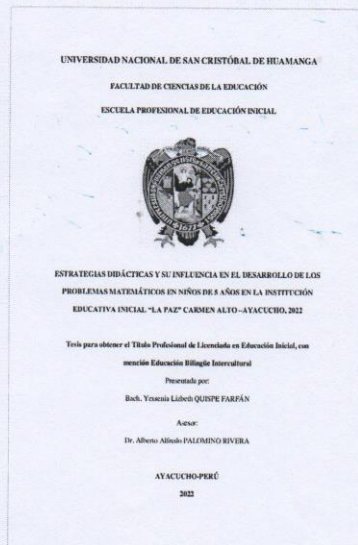 UNIVERSIDAD NACIONAL DE SAN CRISTÓBAL DE HUAMANGA
FACULTAD DE CIENCIAS DE LA EDUCACIÓN
ESCUELA PROFESIONAL DE EDUCACIÓN INICIAL
1677
ESTRATEGIAS DIDÁCTICAS Y SU INFLUENCIA EN EL DESARROLLO DE LOS
PROBLEMAS MATEMÁTICOS EN NIÑOS DE 5 AÑOS EN LA INSTITUCIÓN
EDUCATIVA INICIAL “LA PAZ” CARMEN ALTO –AYACUCHO, 2022
Tesis para obtener el Título Profesional de Licenciada en Educación Inicial, con
mención Educación Bilingüe Intercultural
Presentada por:
Bach. Yessenia Lizbeth QUISPE FARFÁN
Asesor:
Dr. Alberto Alfredo PALOMINO RIVERA
AYACUCHO-PERÚ
2022